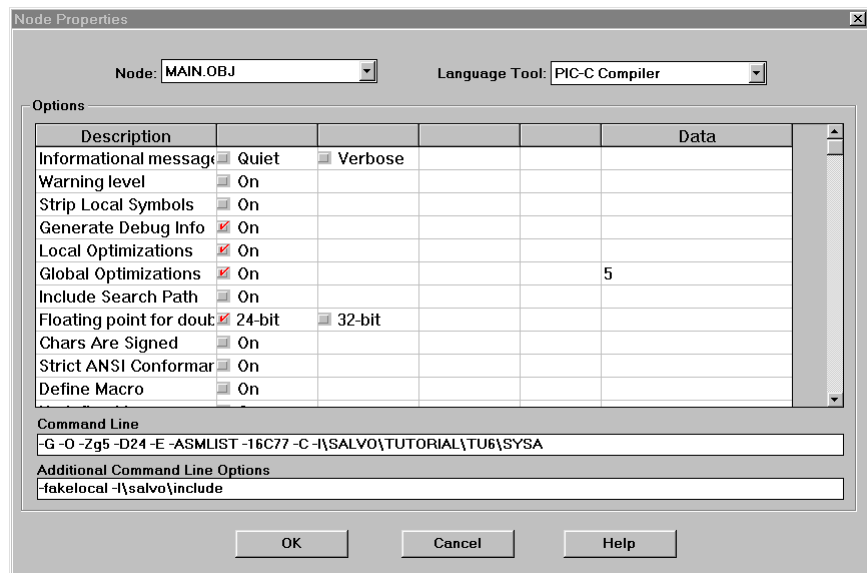 Node Properties
Node: MAIN.OBJ Language Tool: PIC-C Compiler
Options
Description Data
Informational message Quiet Verbose
Warning level On
Strip Local Symbols On
Generate Debug Info On
Local Optimizations On
Global Optimizations On 5
Include Search Path On
Floating point for doub 24-bit 32-bit
Chars Are Signed On
Strict ANSI Conformar On
Define Macro On
Command Line
-G -O -Zg5 -D24 -E -ASMLIST -16C77 -C -I\SALVO\TUTORIAL\TU6\SYSA
Additional Command Line Options
-fakelocal -I\salvo\include
OK Cancel Help